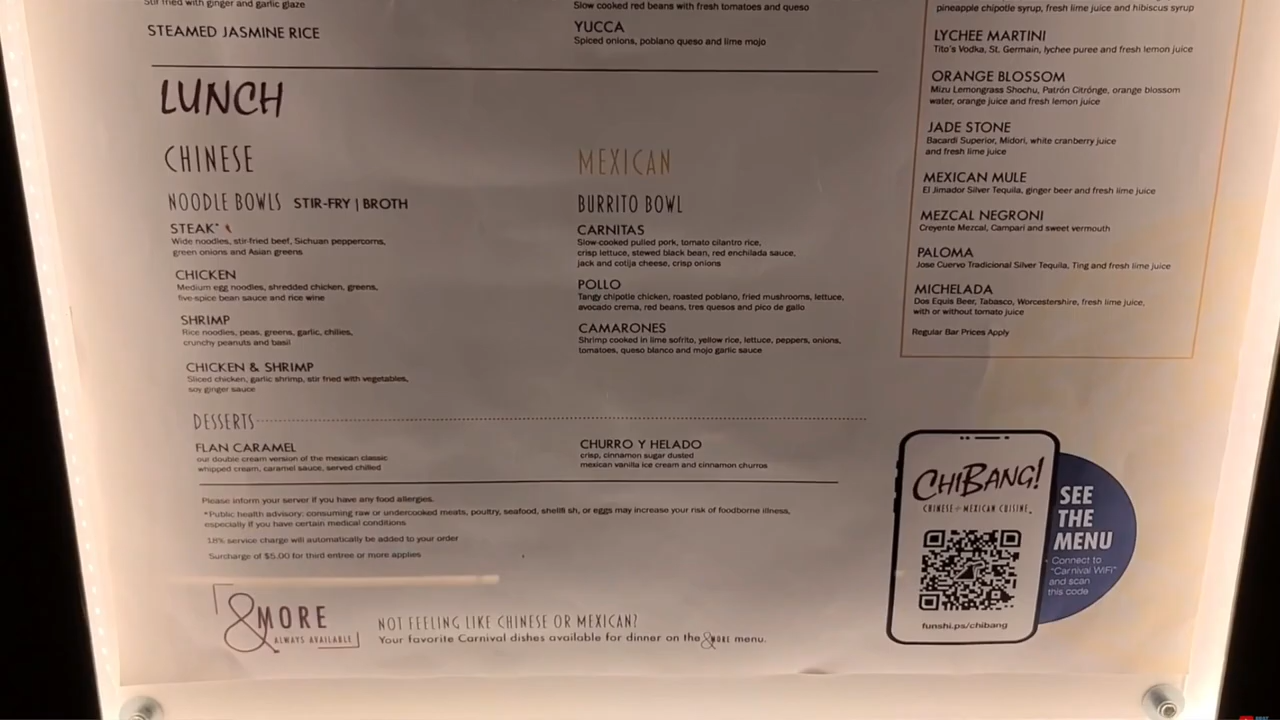 Stir fried with ginger and garlic glaze
STEAMED JASMINE RICE
Slow cooked red beans with fresh tomatoes and queso
YUCCA
Spiced onions, poblano queso and lime mojo
LUNCH
CHINESE
NOODLE BOWLS STIR-FRY | BROTH
STEAK*
Wide noodles, stir-fried beef, Sichuan peppercorns,
green onions and Asian greens
CHICKEN
Medium egg noodles, shredded chicken, greens,
five-spice bean sauce and rice wine
SHRIMP
Rice noodles, peas, greens, garlic, chilies,
crunchy peanuts and basil
CHICKEN & SHRIMP
Sliced chicken, garlic shrimp, stir fried with vegetables,
soy ginger sauce
MEXICAN
BURRITO BOWL
CARNITAS
Slow-cooked pulled pork, tomato cilantro rice,
crisp lettuce, stewed black bean, red enchilada sauce,
jack and cotija cheese, crisp onions
POLLO
Tangy chipotle chicken, roasted poblano, fried mushrooms, lettuce,
avocado crema, red beans, tres quesos and pico de gallo
CAMARONES
Shrimp cooked in lime sofrito, yellow rice, lettuce, peppers, onions,
tomatoes, queso blanco and mojo garlic sauce
DESSERTS
FLAN CARAMEL
our double cream version of the mexican classic
whipped cream, caramel sauce, served chilled
CHURRO Y HELADO
crisp, cinnamon sugar dusted
mexican vanilla ice cream and cinnamon churros
Please inform your server if you have any food allergies.
*Public health advisory: consuming raw or undercooked meats, poultry, seafood, shellfi sh, or eggs may increase your risk of foodborne illness,
especially if you have certain medical conditions
18% service charge will automatically be added to your order
Surcharge of $5.00 for third entree or more applies
&MORE
ALWAYS AVAILABLE
NOT FEELING LIKE CHINESE OR MEXICAN?
Your favorite Carnival dishes available for dinner on the &MORE menu.
pineapple chipotle syrup, fresh lime juice and hibiscus syrup
LYCHEE MARTINI
Tito's Vodka, St. Germain, lychee puree and fresh lemon juice
ORANGE BLOSSOM
Mizu Lemongrass Shochu, Patrón Citrónge, orange blossom
water, orange juice and fresh lemon juice
JADE STONE
Bacardi Superior, Midori, white cranberry juice
and fresh lime juice
MEXICAN MULE
El Jimador Silver Tequila, ginger beer and fresh lime juice
MEZCAL NEGRONI
Creyente Mezcal, Campari and sweet vermouth
PALOMA
Jose Cuervo Tradicional Silver Tequila, Ting and fresh lime juice
MICHELADA
Dos Equis Beer, Tabasco, Worcestershire, fresh lime juice,
with or without tomato juice
Regular Bar Prices Apply
CHIBANG!
CHINESE + MEXICAN CUISINE
funshi.ps/chibang
SEE
THE
MENU
Connect to
"Carnival WiFi"
and scan
this code